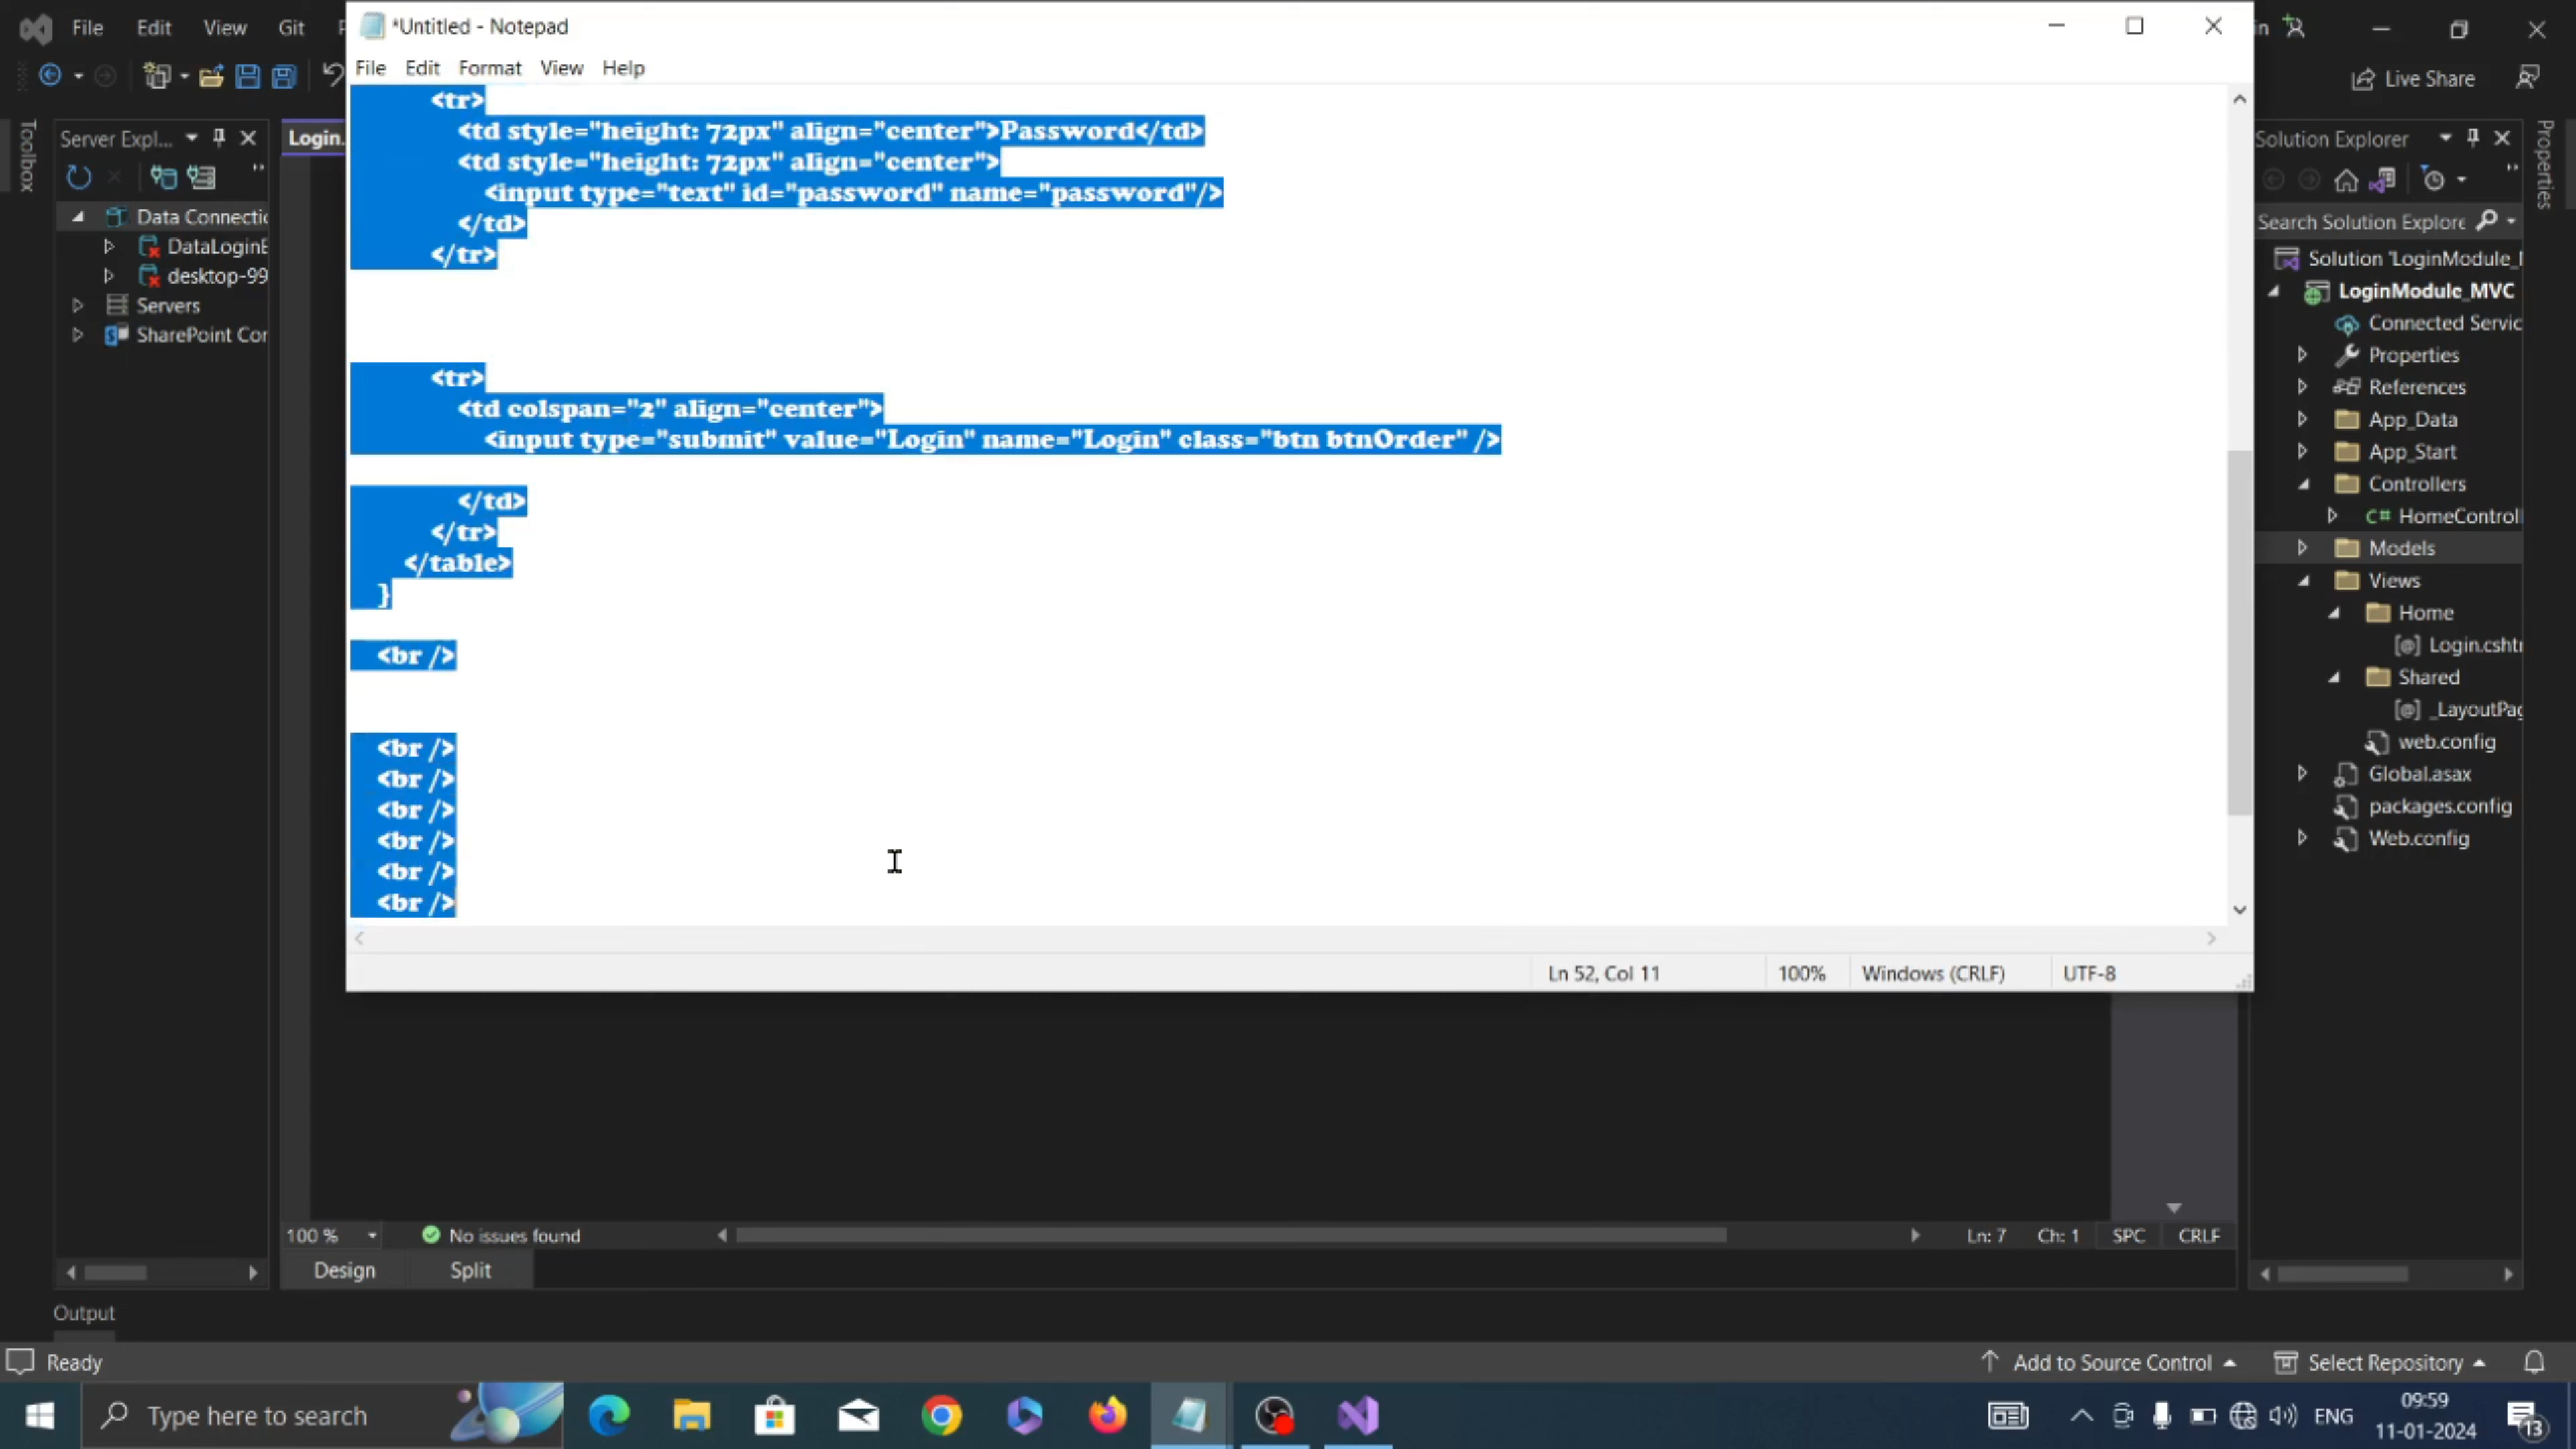 *Untitled - Notepad
File Edit View Git
File Edit Format View Help
Live Share
Toolbox
Server Expl...
Login.
Solution Explorer
Properties
Search Solution Explore
Data Connectic
DataLoginE
desktop-99
Servers
SharePoint Cor
<tr>
<td style="height: 72px" align="center">Password</td>
<td style="height: 72px" align="center">
<input type="text" id="password" name="password"/>
</td>
</tr>
<tr>
<td colspan="2" align="center">
<input type="submit" value="Login" name="Login" class="btn btnOrder" />
</td>
</tr>
</table>
}
<br />
<br />
<br />
<br />
<br />
<br />
<br />
Ln 52, Col 11 100% Windows (CRLF) UTF-8
Solution 'LoginModule_
LoginModule_MVC
Connected Servic
Properties
References
App_Data
App_Start
Controllers
C# HomeControl
Models
Views
Home
[@] Login.csht
Shared
[@] _LayoutPag
web.config
Global.asax
packages.config
Web.config
100 % No issues found Ln: 7 Ch: 1 SPC CRLF
Design Split
Output
Ready
Add to Source Control Select Repository
Type here to search
ENG
09:59
11-01-2024
13